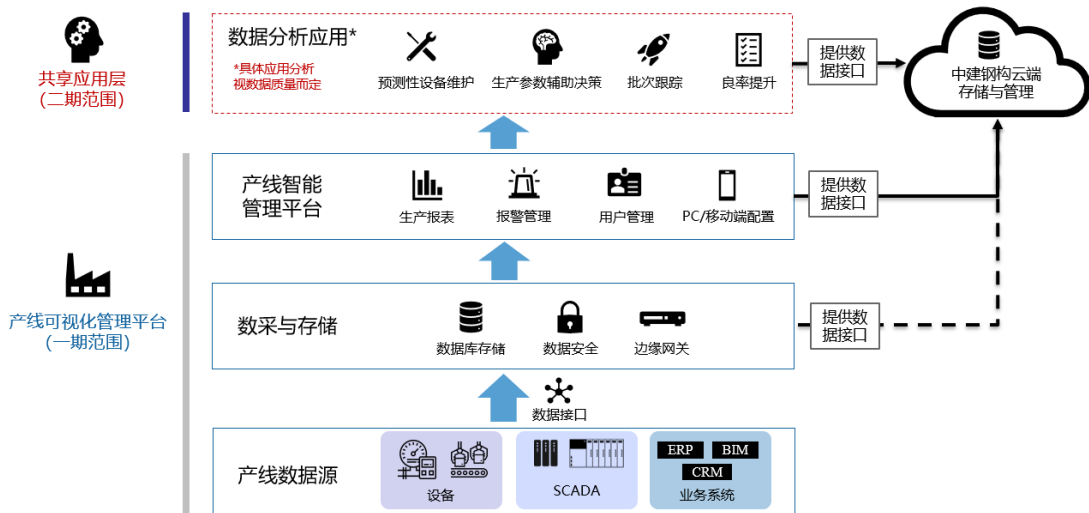 共享应用层
(二期范围)
数据分析应用*
*具体应用分析
视数据质量而定
预测性设备维护
生产参数辅助决策
批次跟踪
良率提升
提供数
据接口
中建钢构云端
存储与管理
产线可视化管理平台
(一期范围)
产线智能
管理平台
生产报表
报警管理
用户管理
PC/移动端配置
提供数
据接口
数采与存储
数据库存储
数据安全
边缘网关
提供数
据接口
数据接口
产线数据源
设备
SCADA
ERP
BIM
CRM
业务系统